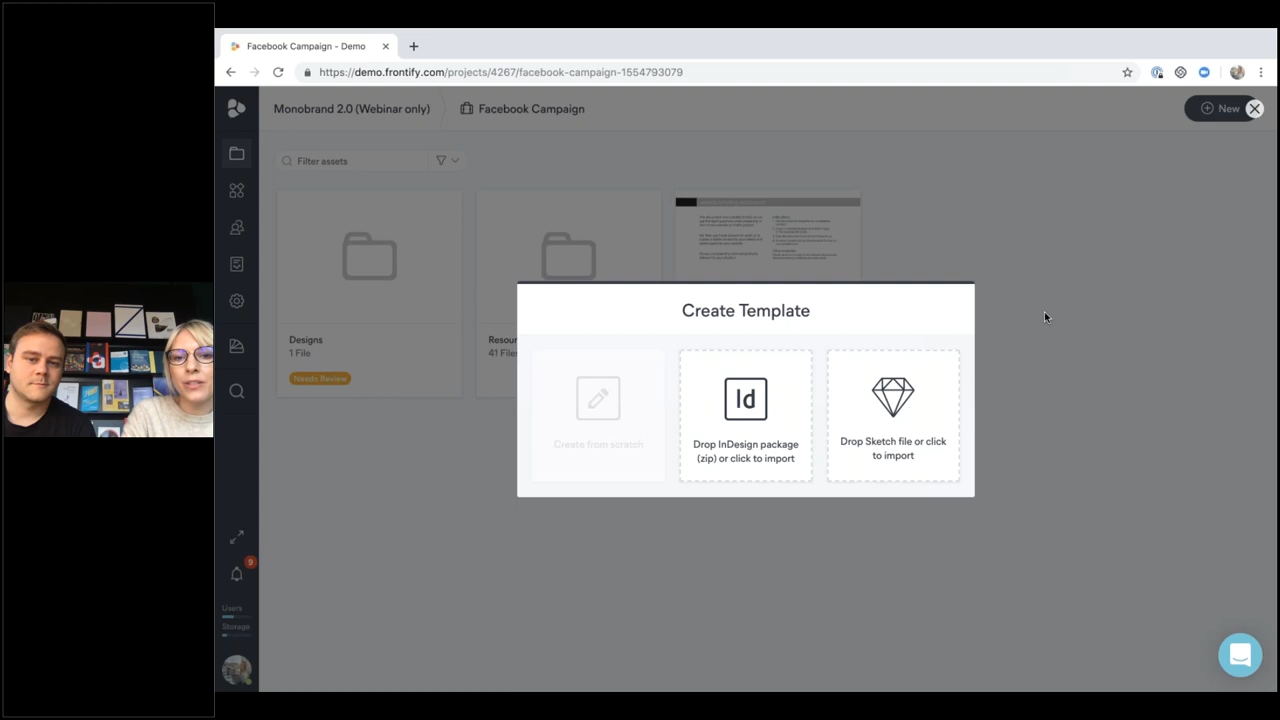 Facebook Campaign - Demo
https://demo.frontify.com/projects/4267/facebook-campaign-1554793079
Monobrand 2.0 (Webinar only)
Facebook Campaign
New
Filter assets
Create Template
Designs
1 File
Needs Review
Resour
41 Files
Create from scratch
Id
Drop InDesign package
(zip) or click to import
Drop Sketch file or click
to import
9
Users
Storage